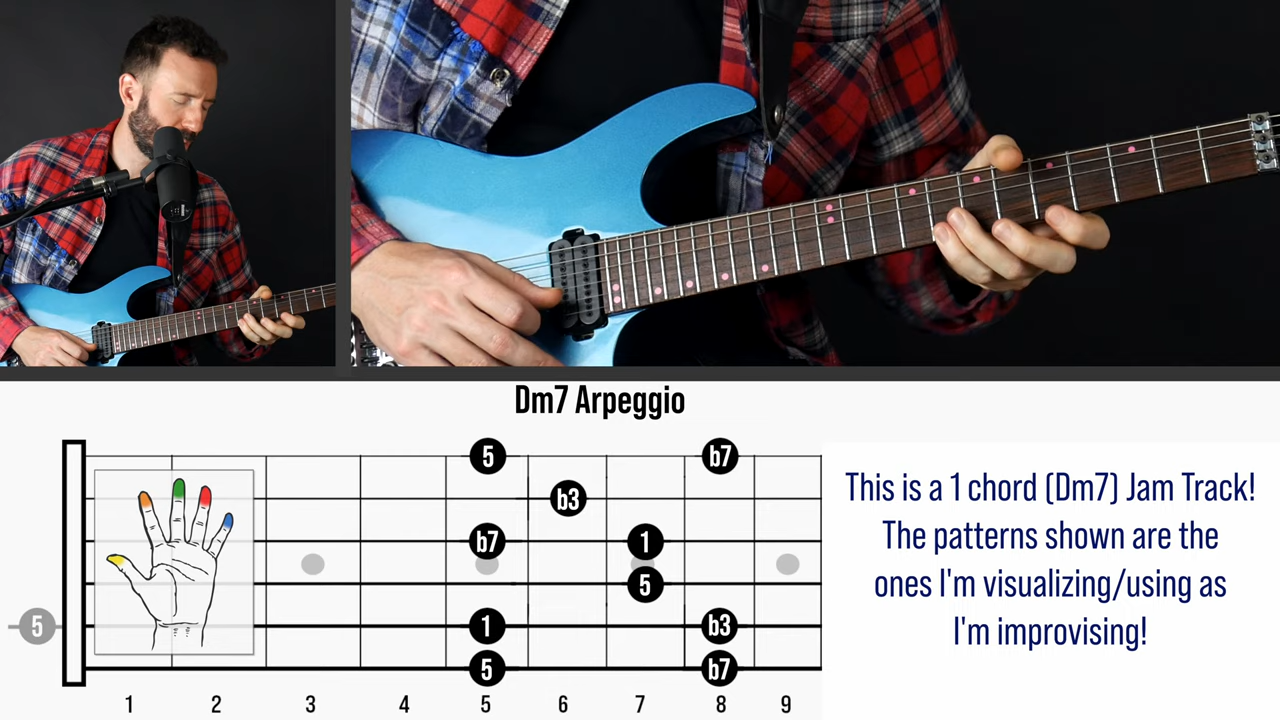 Dm7 Arpeggio
5 b7
b3
b7 1
5
5 1 b3
5 b7
1 2 3 4 5 6 7 8 9
This is a 1 chord (Dm7) Jam Track!
The patterns shown are the
ones I'm visualizing/using as
I'm improvising!